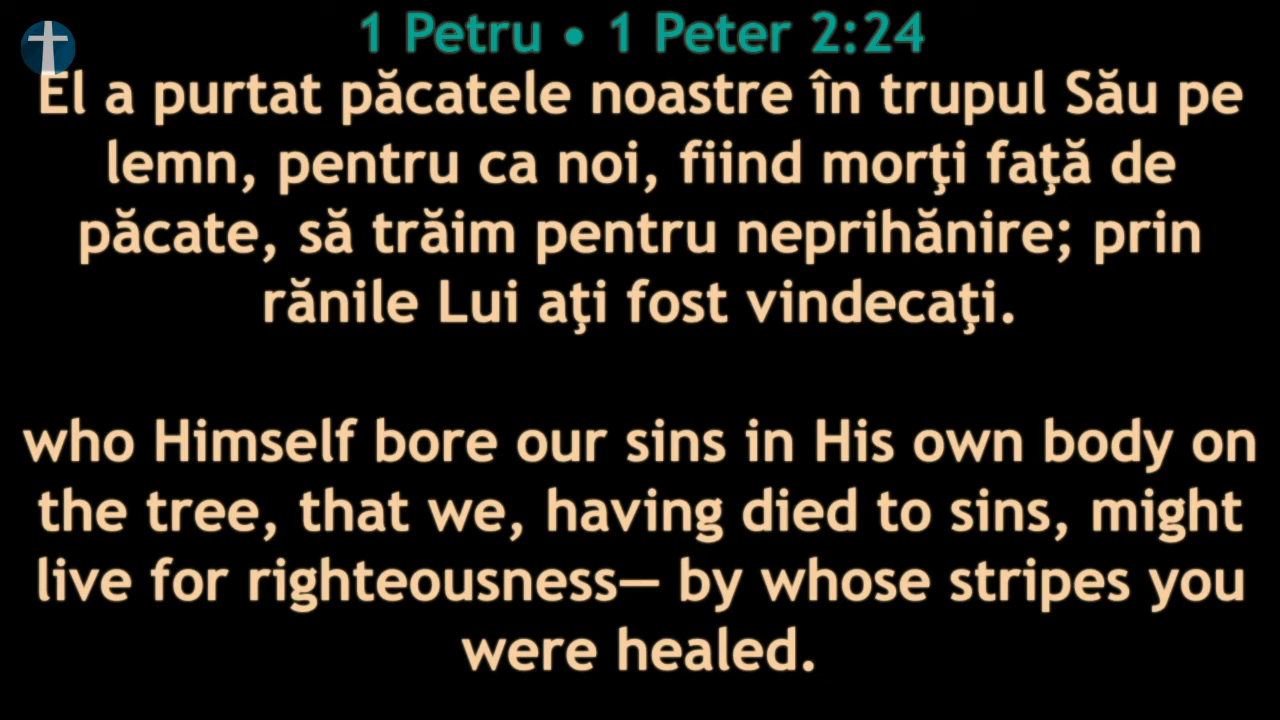 1 Petru • 1 Peter 2:24
El a purtat păcatele noastre în trupul Său pe
lemn, pentru ca noi, fiind morţi faţă de
păcate, să trăim pentru neprihănire; prin
rănile Lui aţi fost vindecaţi.
who Himself bore our sins in His own body on
the tree, that we, having died to sins, might
live for righteousness— by whose stripes you
were healed.